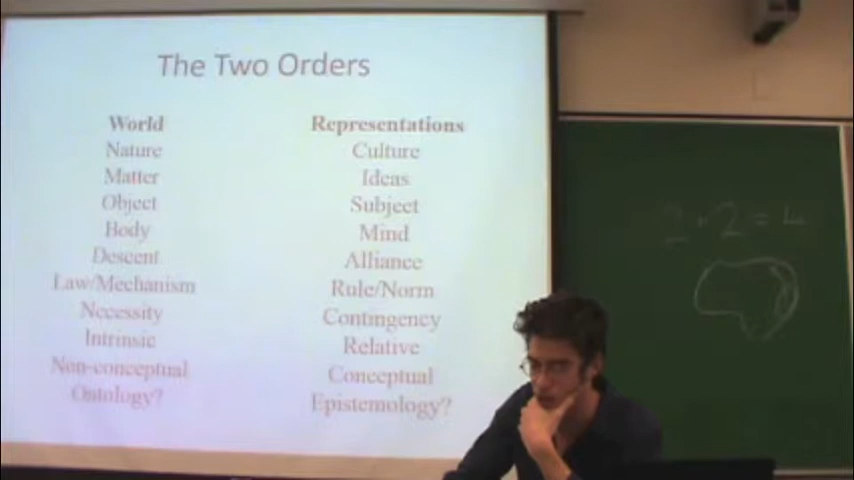 The Two Orders
World Representations
Nature Culture
Matter Ideas
Object Subject
Body Mind
Descent Alliance
Law/Mechanism Rule/Norm
Necessity Contingency
Intrinsic Relative
Non-conceptual Conceptual
Ontology? Epistemology?
2+2=4